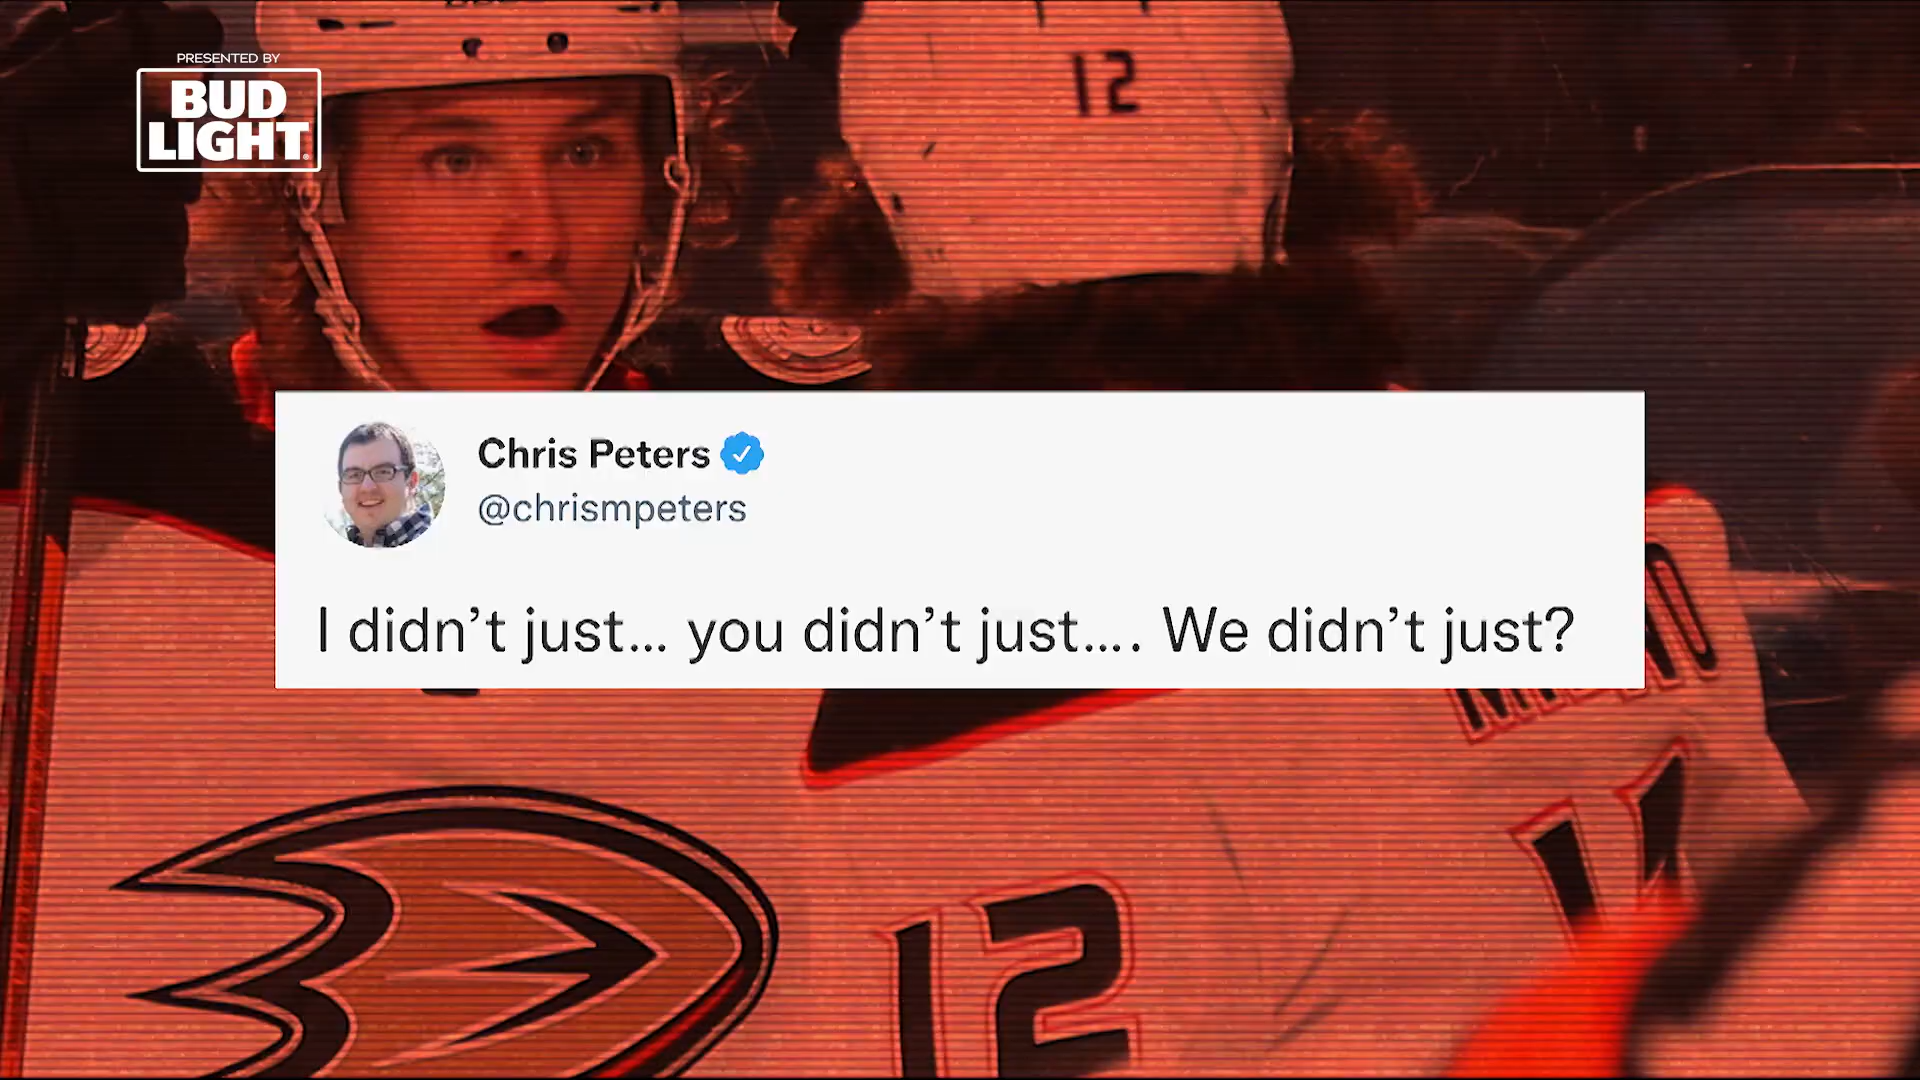 PRESENTED BY
BUD
LIGHT
12
Chris Peters
@chrismpeters
I didn’t just... you didn’t just.... We didn’t just?
12